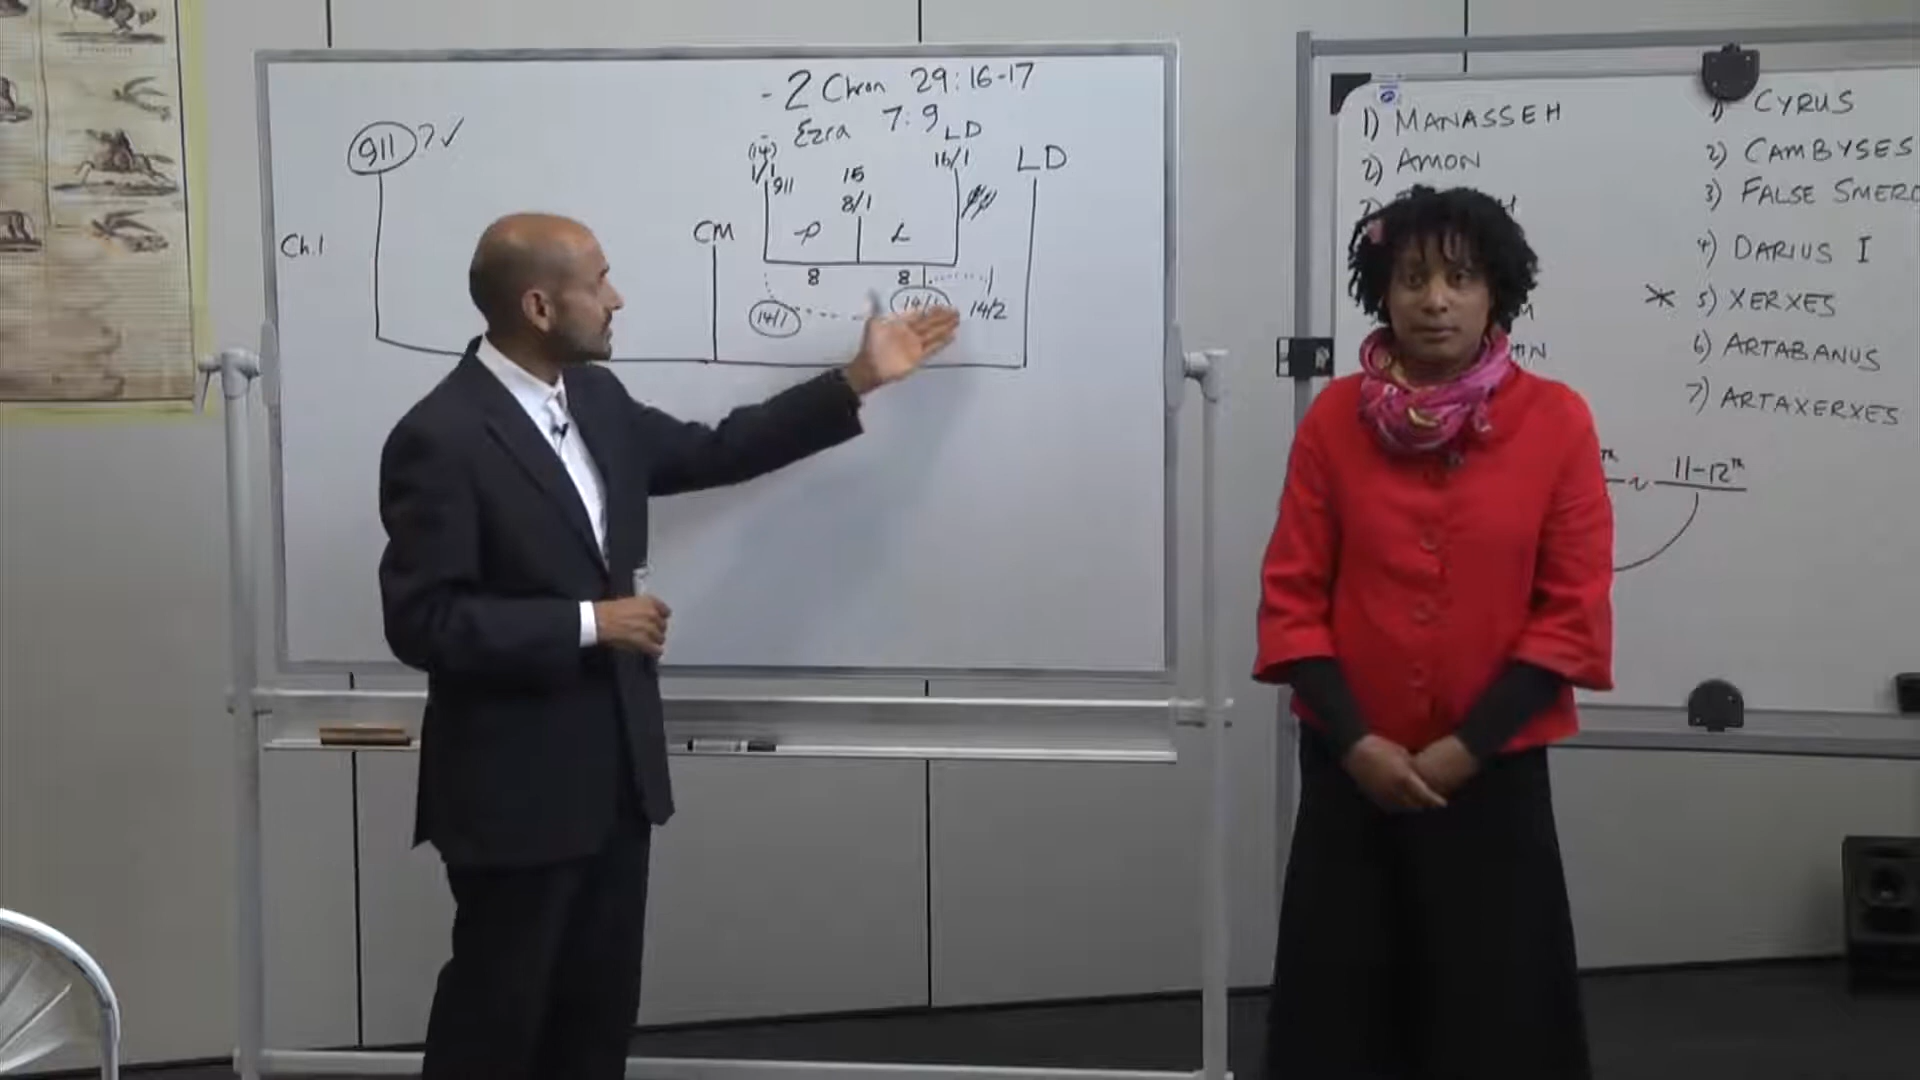 - 2 Chron 29:16-17
- Ezra 7:9
911 ? ✓
(14)
1/1
911
15
8/1
LD
16/1
LD
Ch.1
CM
P
L
8
8
14/1
14/1
14/2
1) MANASSEH
2) AMON
1) CYRUS
2) CAMBYSES
3) FALSE SMERD
4) DARIUS I
5) XERXES
6) ARTABANUS
7) ARTAXERXES
~ 11-12TH